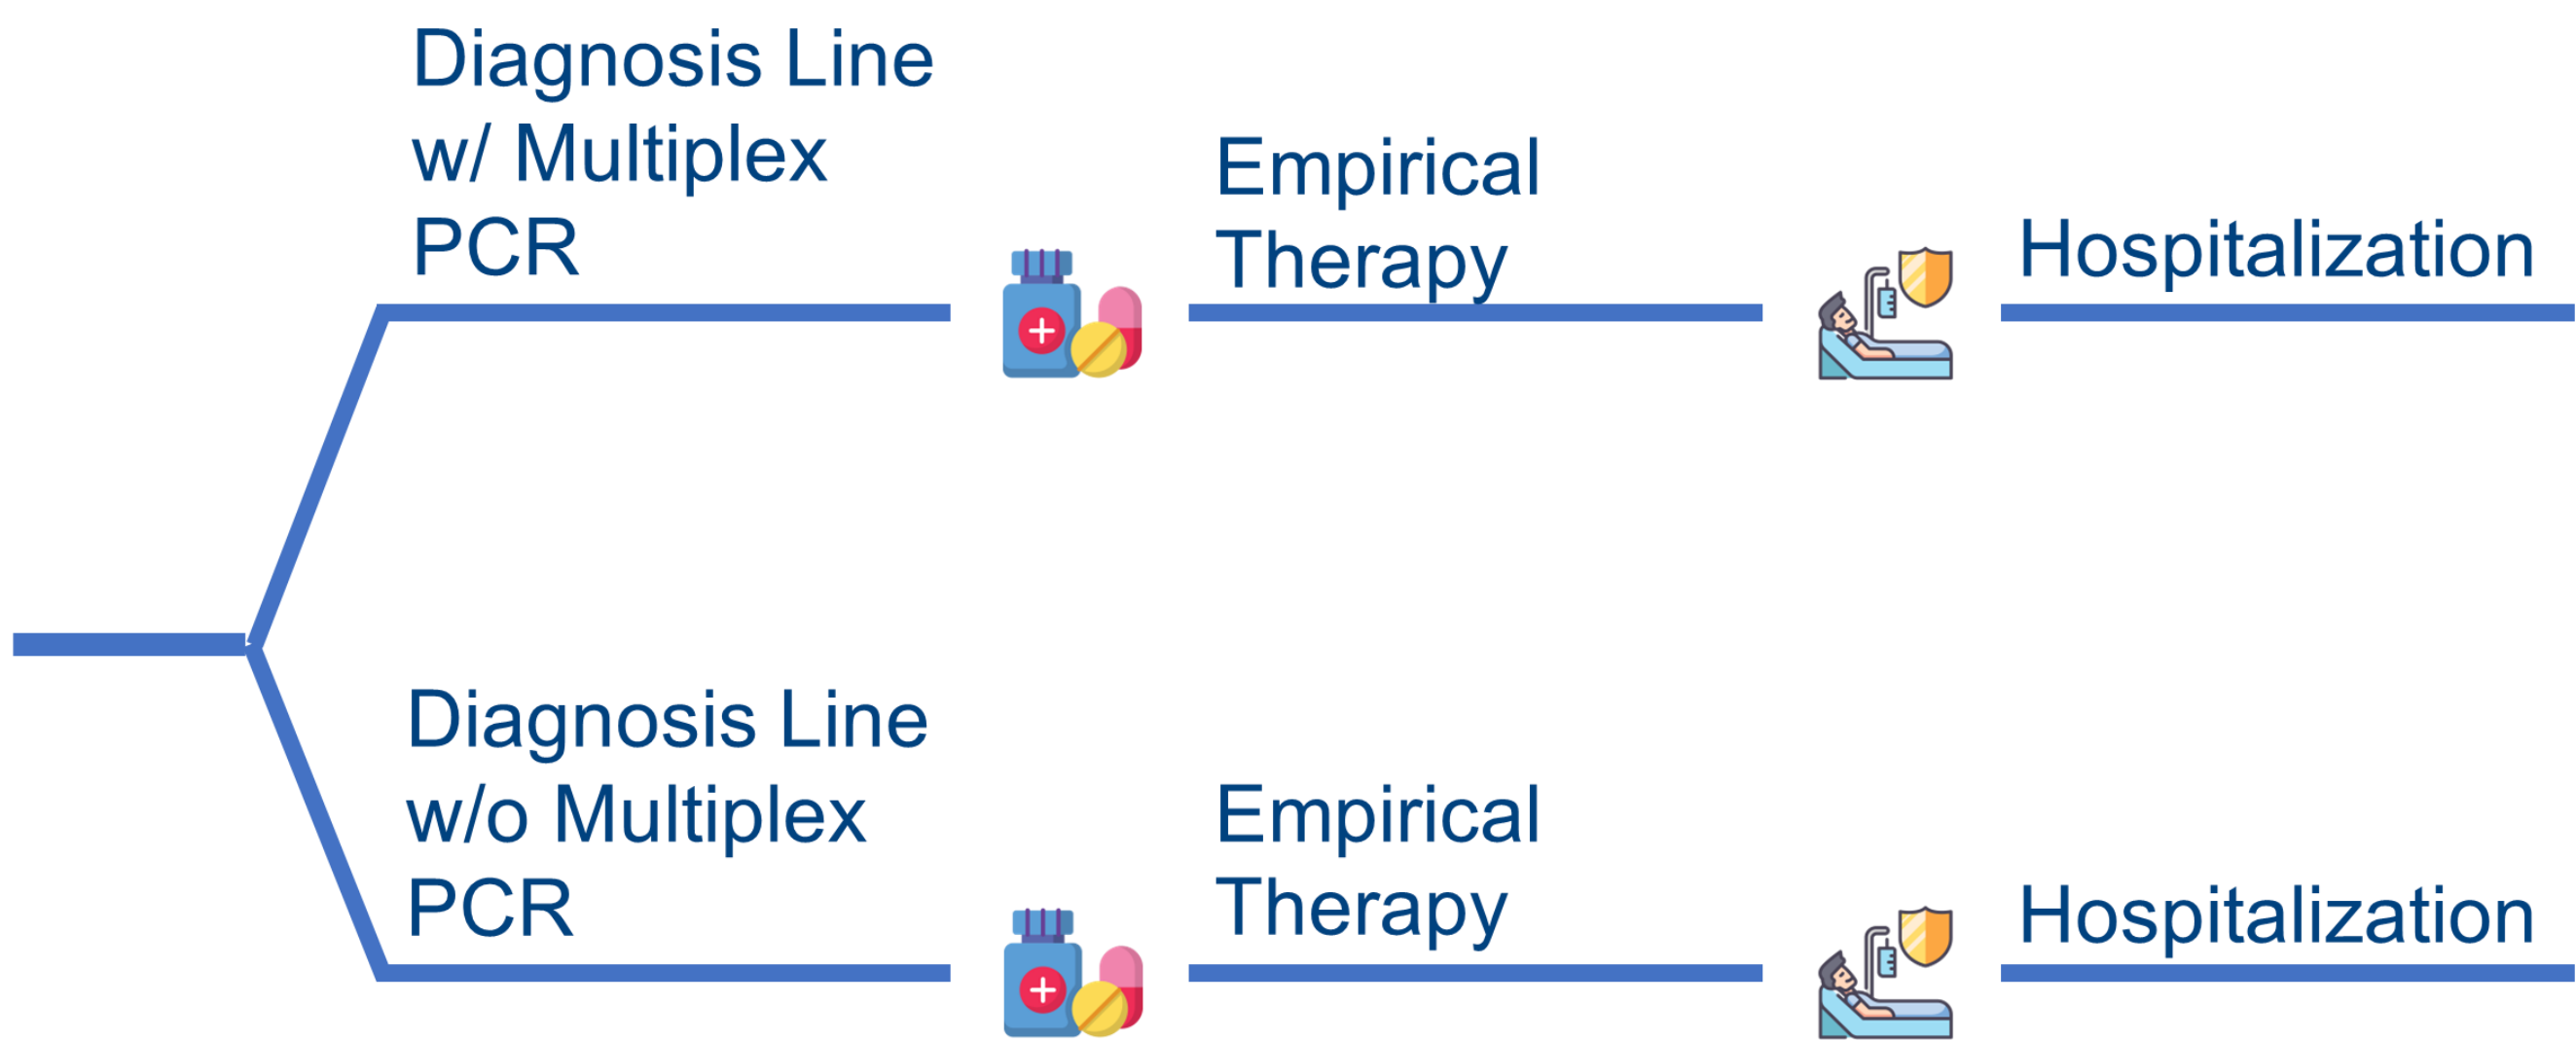 Diagnosis Line
w/ Multiplex
PCR
Empirical
Therapy
Hospitalization
Diagnosis Line
w/o Multiplex
PCR
Empirical
Therapy
Hospitalization